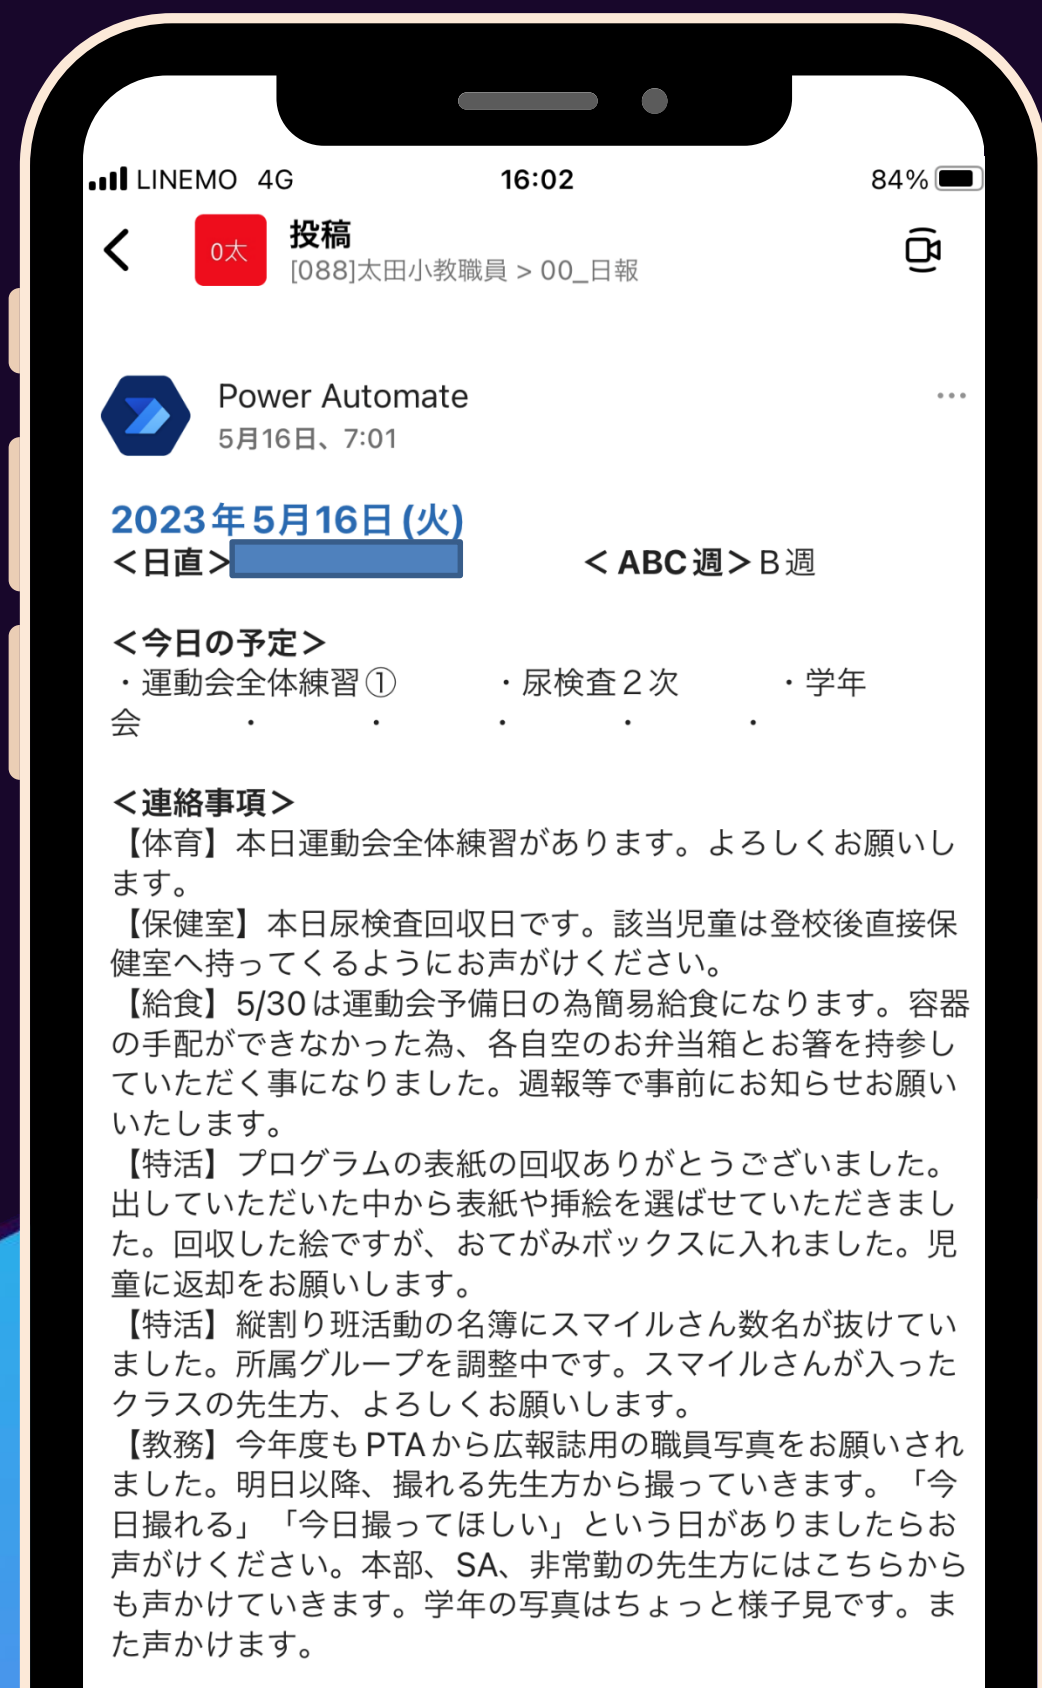 LINEMO 4G 16:02 84%
0太 投稿
[088]太田小教職員 > 00_日報
Power Automate
5月16日、7:01
2023年5月16日(火)
＜日直＞ ＜ABC週＞B週
＜今日の予定＞
・運動会全体練習① ・尿検査２次 ・学年
会 ・ ・ ・ ・ ・
＜連絡事項＞
【体育】本日運動会全体練習があります。よろしくお願いし
ます。
【保健室】本日尿検査回収日です。該当児童は登校後直接保
健室へ持ってくるようにお声がけください。
【給食】5/30は運動会予備日の為簡易給食になります。容器
の手配ができなかった為、各自空のお弁当箱とお箸を持参し
ていただく事になりました。週報等で事前にお知らせお願い
いたします。
【特活】プログラムの表紙の回収ありがとうございました。
出していただいた中から表紙や挿絵を選ばせていただきまし
た。回収した絵ですが、おてがみボックスに入れました。児
童に返却をお願いします。
【特活】縦割り班活動の名簿にスマイルさん数名が抜けてい
ました。所属グループを調整中です。スマイルさんが入った
クラスの先生方、よろしくお願いします。
【教務】今年度もPTAから広報誌用の職員写真をお願いされ
ました。明日以降、撮れる先生方から撮っていきます。「今
日撮れる」「今日撮ってほしい」という日がありましたらお
声がけください。本部、SA、非常勤の先生方にはこちらから
も声かけていきます。学年の写真はちょっと様子見です。ま
た声かけます。